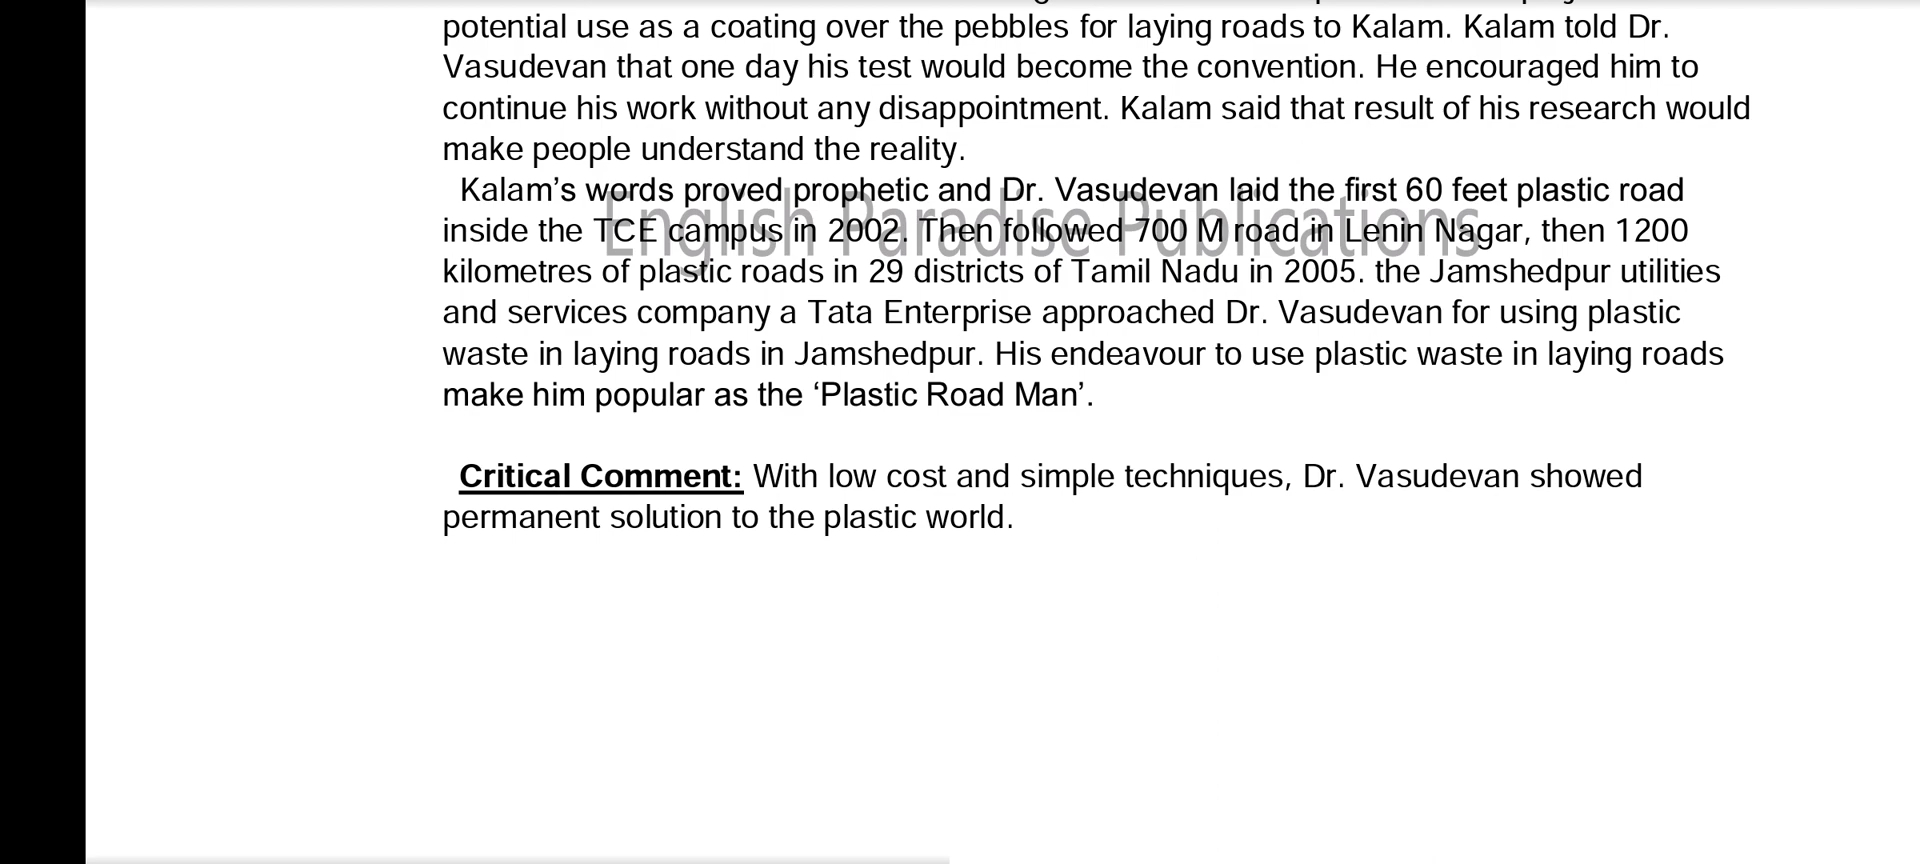 potential use as a coating over the pebbles for laying roads to Kalam. Kalam told Dr.
Vasudevan that one day his test would become the convention. He encouraged him to
continue his work without any disappointment. Kalam said that result of his research would
make people understand the reality.
Kalam’s words proved prophetic and Dr. Vasudevan laid the first 60 feet plastic road
English Paradise Publications
inside the TCE campus in 2002. Then followed 700 M road in Lenin Nagar, then 1200
kilometres of plastic roads in 29 districts of Tamil Nadu in 2005. the Jamshedpur utilities
and services company a Tata Enterprise approached Dr. Vasudevan for using plastic
waste in laying roads in Jamshedpur. His endeavour to use plastic waste in laying roads
make him popular as the ‘Plastic Road Man’.
Critical Comment: With low cost and simple techniques, Dr. Vasudevan showed
permanent solution to the plastic world.